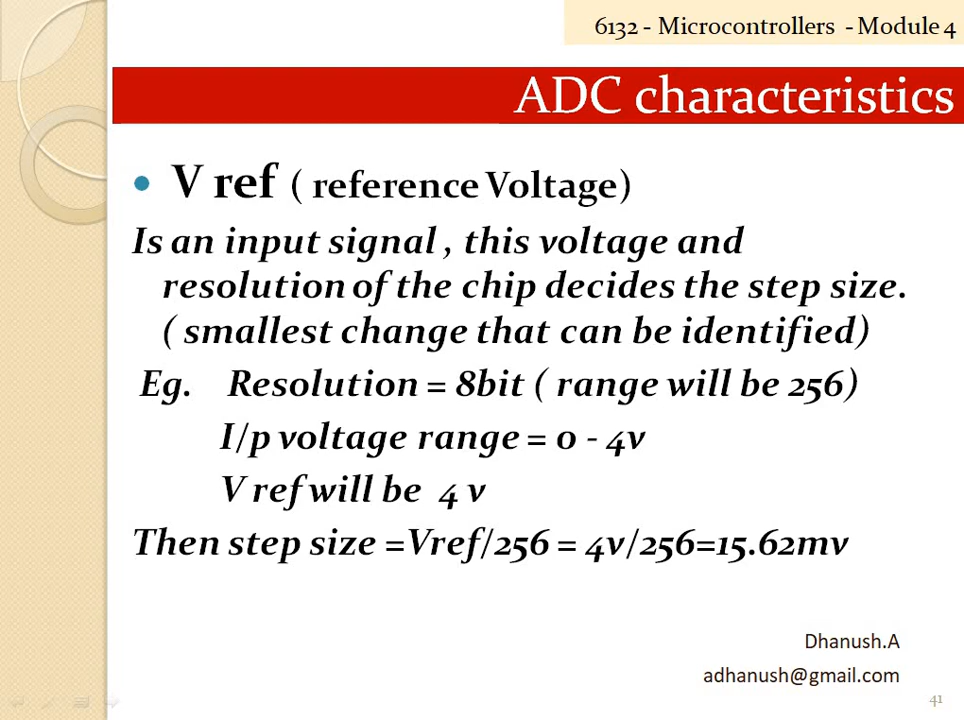 6132 - Microcontrollers - Module 4
ADC characteristics
• V ref ( reference Voltage)
Is an input signal , this voltage and
resolution of the chip decides the step size.
( smallest change that can be identified)
Eg. Resolution = 8bit ( range will be 256)
I/p voltage range = 0 - 4v
V ref will be 4 v
Then step size =Vref/256 = 4v/256=15.62mv
Dhanush.A
adhanush@gmail.com
41